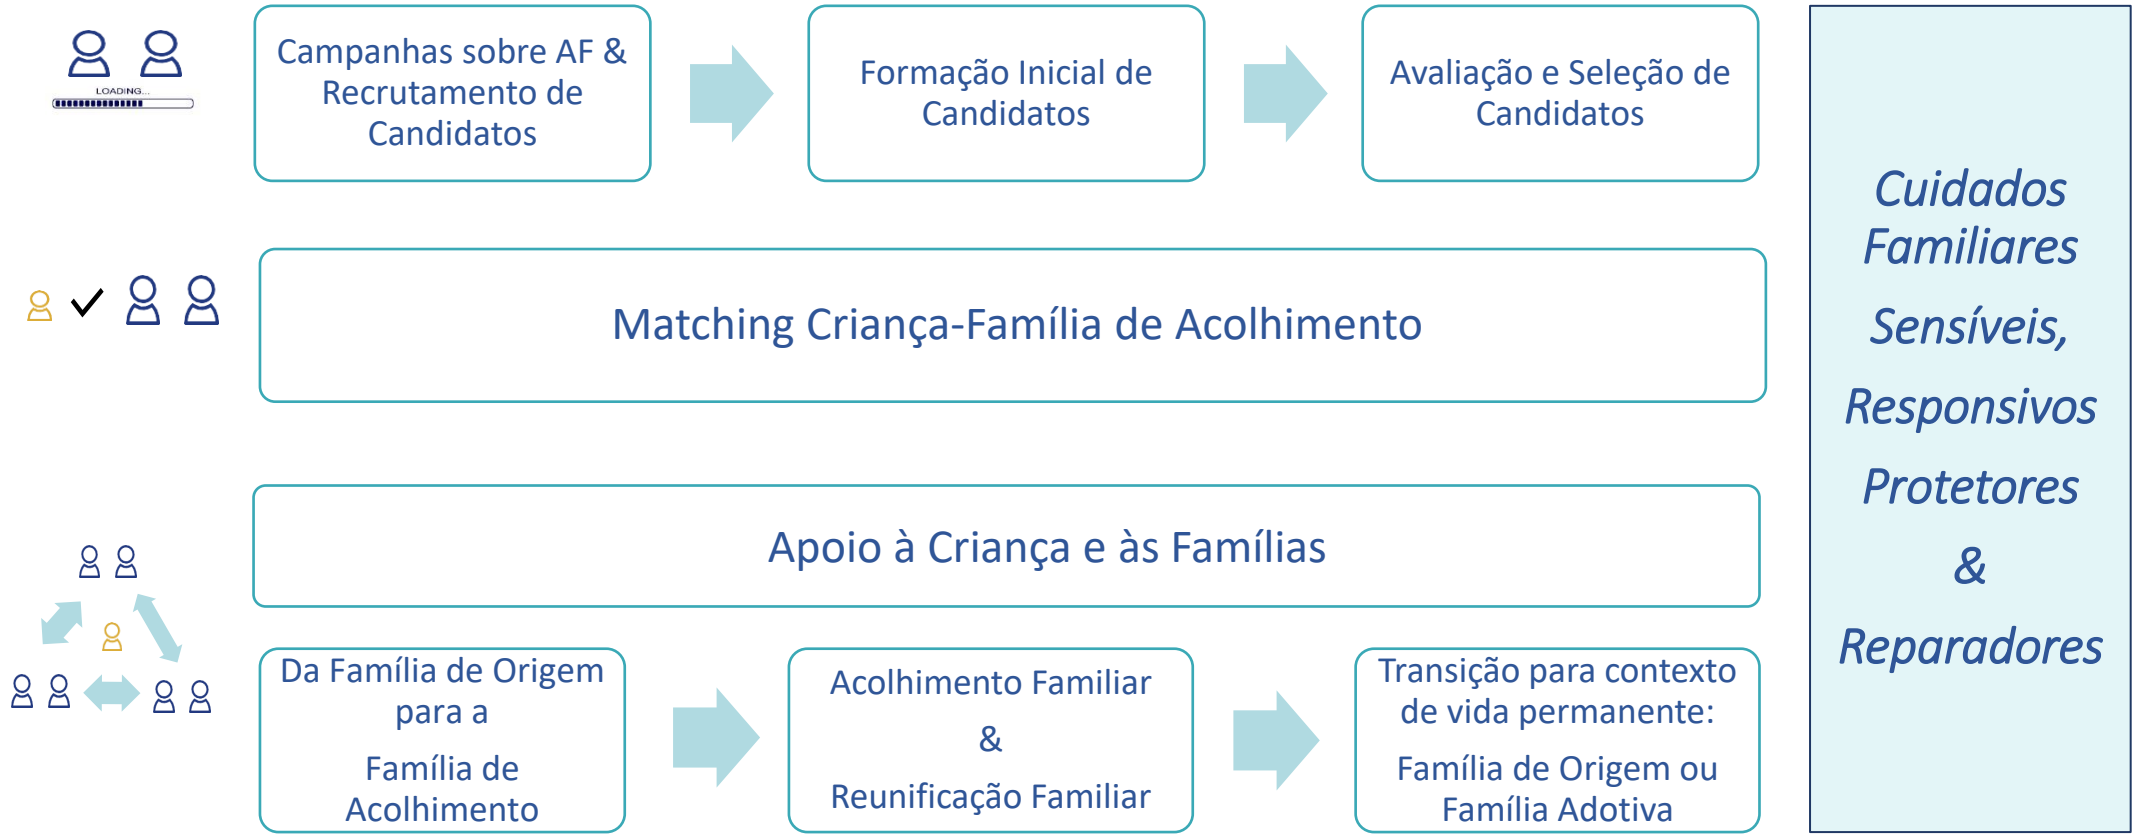 LOADING...
Campanhas sobre AF &
Recrutamento de
Candidatos
Formação Inicial de
Candidatos
Avaliação e Seleção de
Candidatos
Matching Criança-Família de Acolhimento
Apoio à Criança e às Famílias
Da Família de Origem
para a
Família de
Acolhimento
Acolhimento Familiar
&
Reunificação Familiar
Transição para contexto
de vida permanente:
Família de Origem ou
Família Adotiva
Cuidados
Familiares
Sensíveis,
Responsivos
Protetores
&
Reparadores